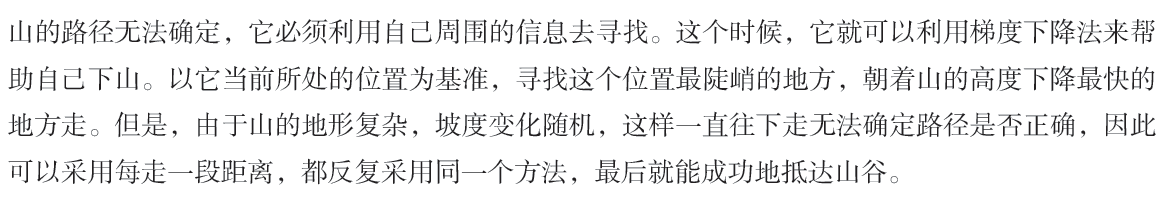 山的路径无法确定，它必须利用自己周围的信息去寻找。这个时候，它就可以利用梯度下降法来帮
助自己下山。以它当前所处的位置为基准，寻找这个位置最陡峭的地方，朝着山的高度下降最快的
地方走。但是，由于山的地形复杂，坡度变化随机，这样一直往下走无法确定路径是否正确，因此
可以采用每走一段距离，都反复采用同一个方法，最后就能成功地抵达山谷。